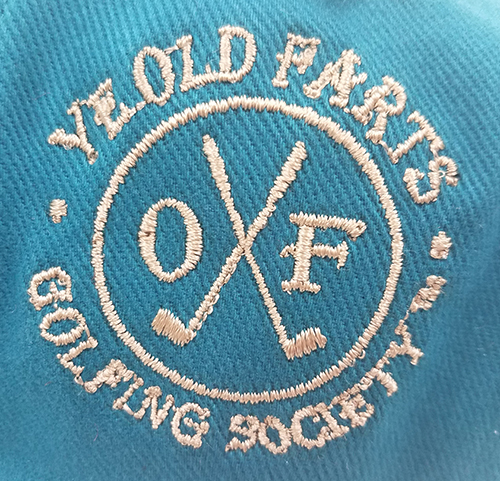 YE OLD FARTS
O F
GOLFING SOCIETY